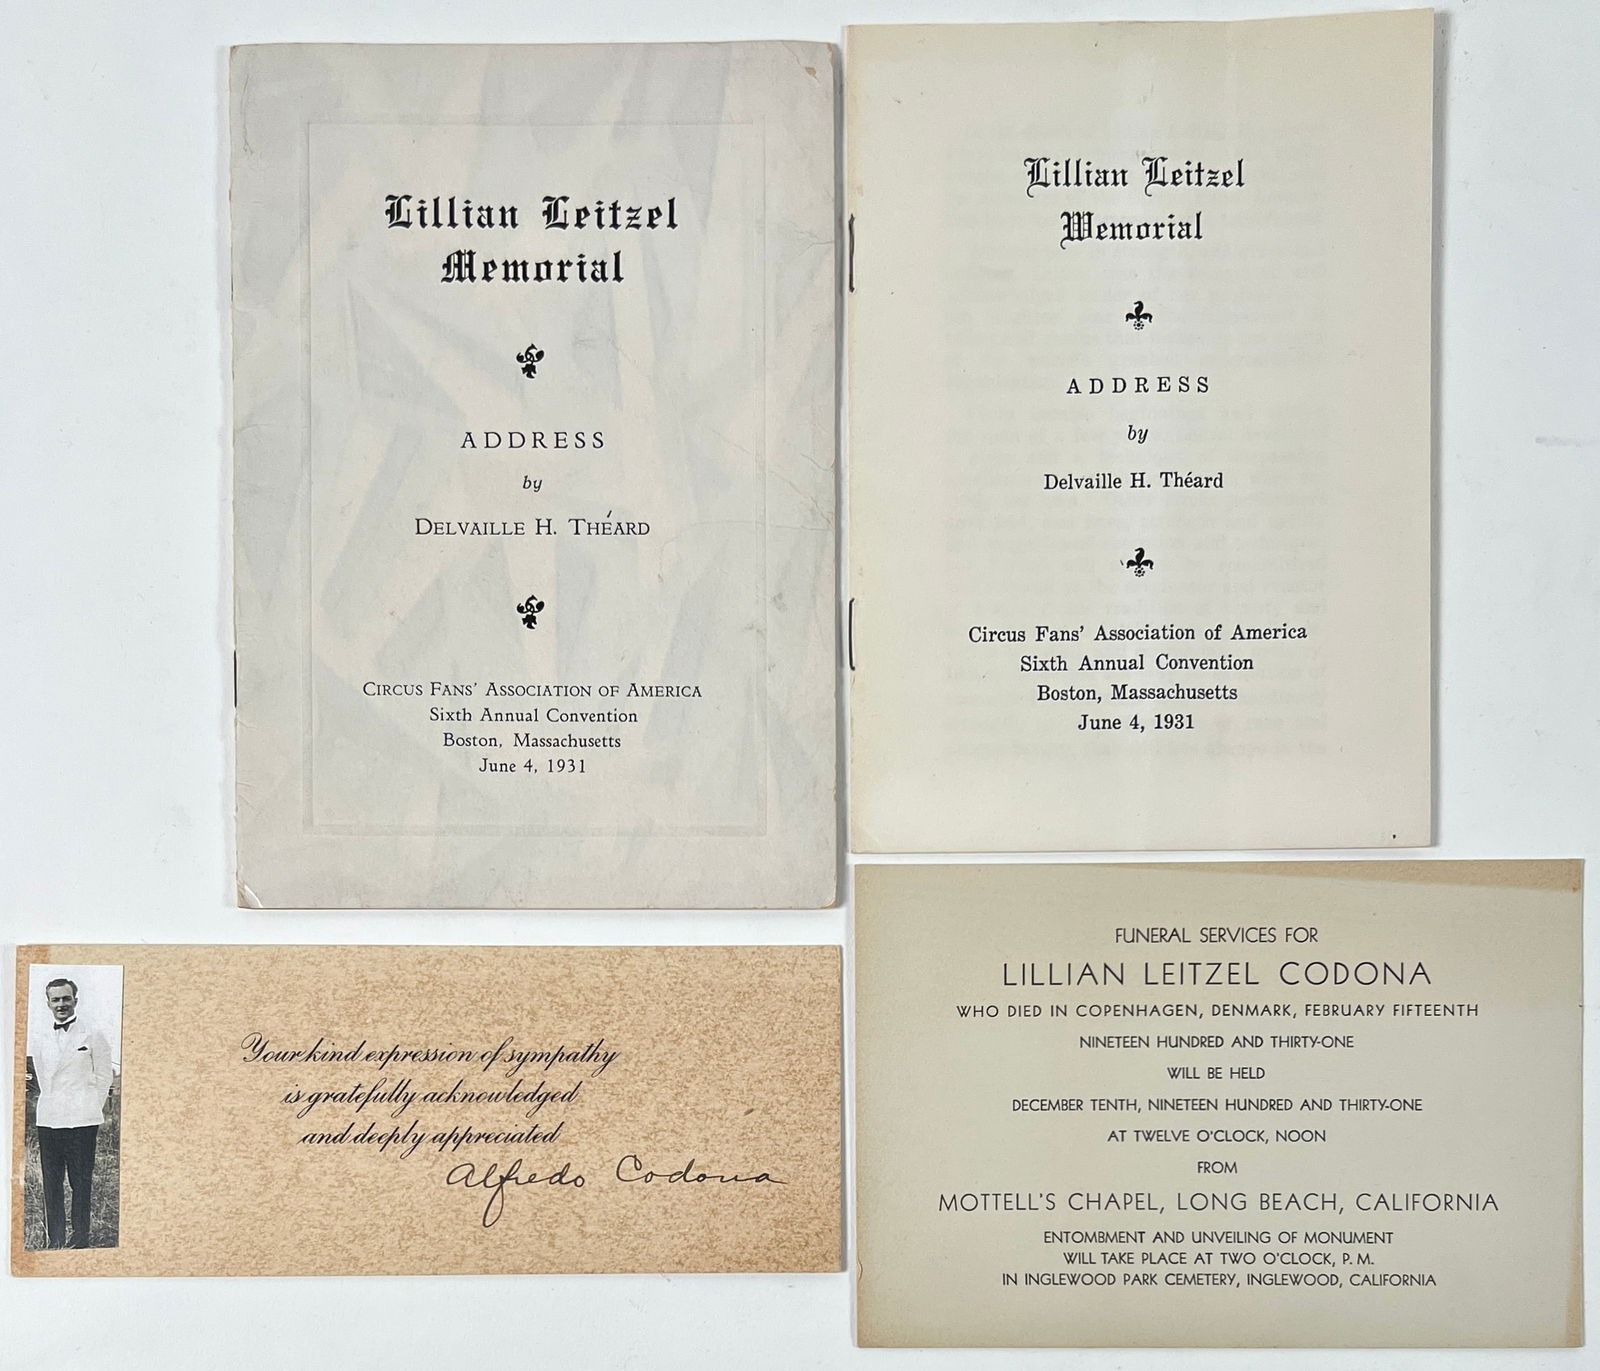 Lillian Leitzel
Memorial
ADDRESS
by
DELVAILLE H. THÉARD
CIRCUS FANS' ASSOCIATION OF AMERICA
Sixth Annual Convention
Boston, Massachusetts
June 4, 1931
Lillian Leitzel
Memorial
ADDRESS
by
Delvaille H. Théard
Circus Fans' Association of America
Sixth Annual Convention
Boston, Massachusetts
June 4, 1931
Your kind expression of sympathy
is gratefully acknowledged
and deeply appreciated
Alfredo Codona
FUNERAL SERVICES FOR
LILLIAN LEITZEL CODONA
WHO DIED IN COPENHAGEN, DENMARK, FEBRUARY FIFTEENTH
NINETEEN HUNDRED AND THIRTY-ONE
WILL BE HELD
DECEMBER TENTH, NINETEEN HUNDRED AND THIRTY-ONE
AT TWELVE O'CLOCK, NOON
FROM
MOTTELL'S CHAPEL, LONG BEACH, CALIFORNIA
ENTOMBMENT AND UNVEILING OF MONUMENT
WILL TAKE PLACE AT TWO O'CLOCK, P. M.
IN INGLEWOOD PARK CEMETERY, INGLEWOOD, CALIFORNIA